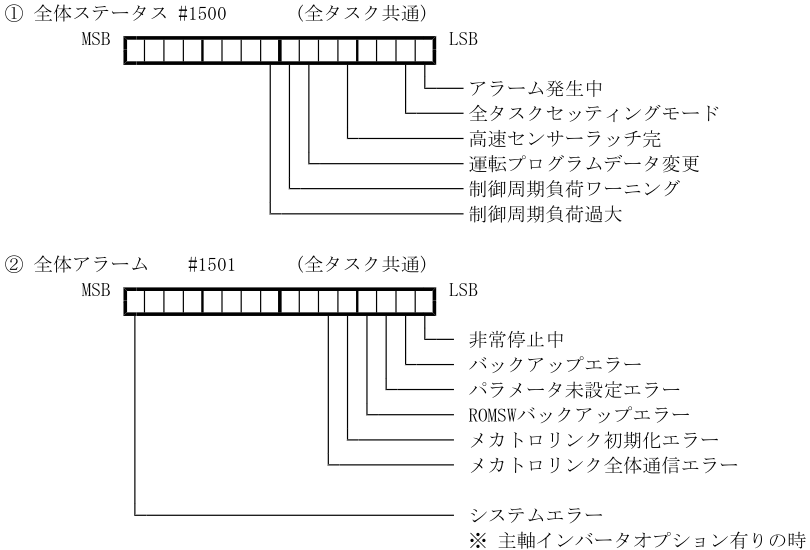 ① 全体ステータス #1500 (全タスク共通)
MSB LSB
アラーム発生中
全タスクセッティングモード
高速センサーラッチ完
運転プログラムデータ変更
制御周期負荷ワーニング
制御周期負荷過大
② 全体アラーム #1501 (全タスク共通)
MSB LSB
非常停止中
バックアップエラー
パラメータ未設定エラー
ROMSWバックアップエラー
メカトロリンク初期化エラー
メカトロリンク全体通信エラー
システムエラー
※ 主軸インバータオプション有りの時